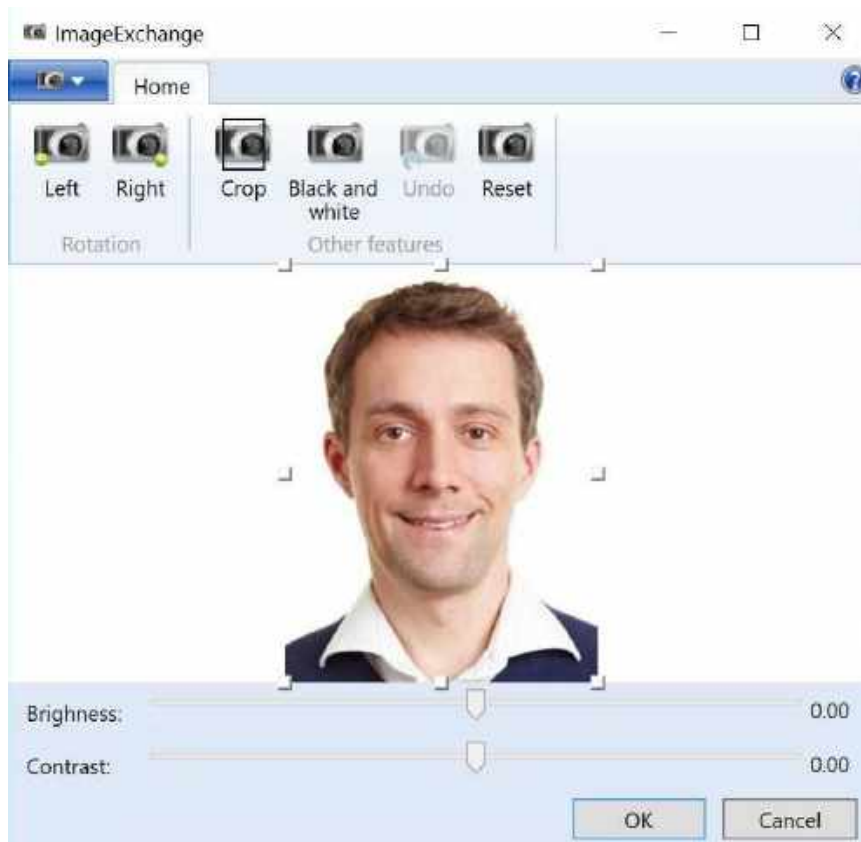 ImageExchange
Home
Left Right Crop Black and white Undo Reset
Rotation Other features
Brighness: 0.00
Contrast: 0.00
OK Cancel